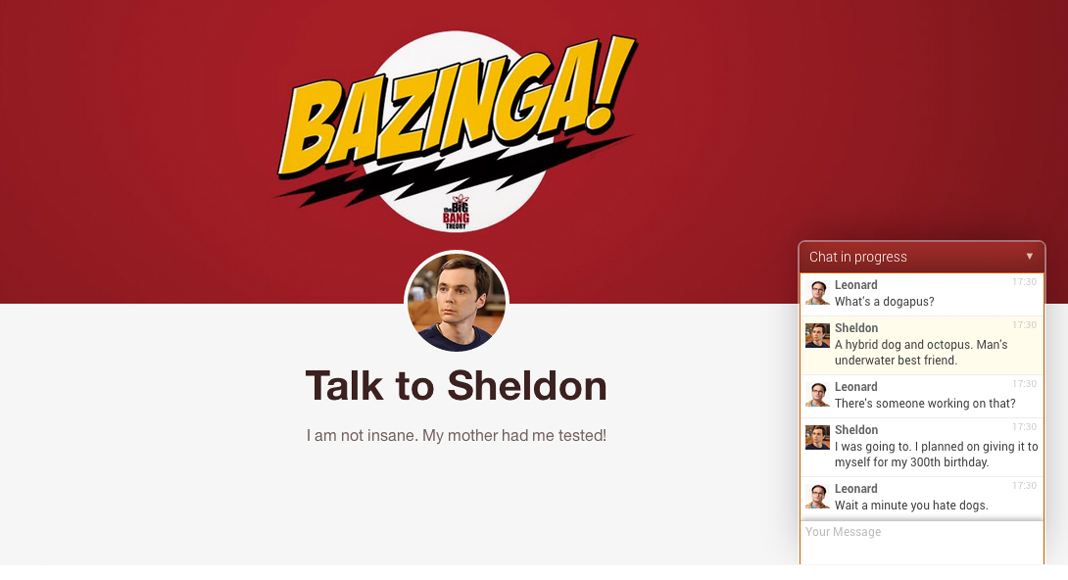 BAZINGA!
the BIG
BANG
THEORY
Talk to Sheldon
I am not insane. My mother had me tested!
Chat in progress
Leonard 17:30
What's a dogapus?
Sheldon 17:30
A hybrid dog and octopus. Man's
underwater best friend.
Leonard 17:30
There's someone working on that?
Sheldon 17:30
I was going to. I planned on giving it to
myself for my 300th birthday.
Leonard 17:30
Wait a minute you hate dogs.
Your Message